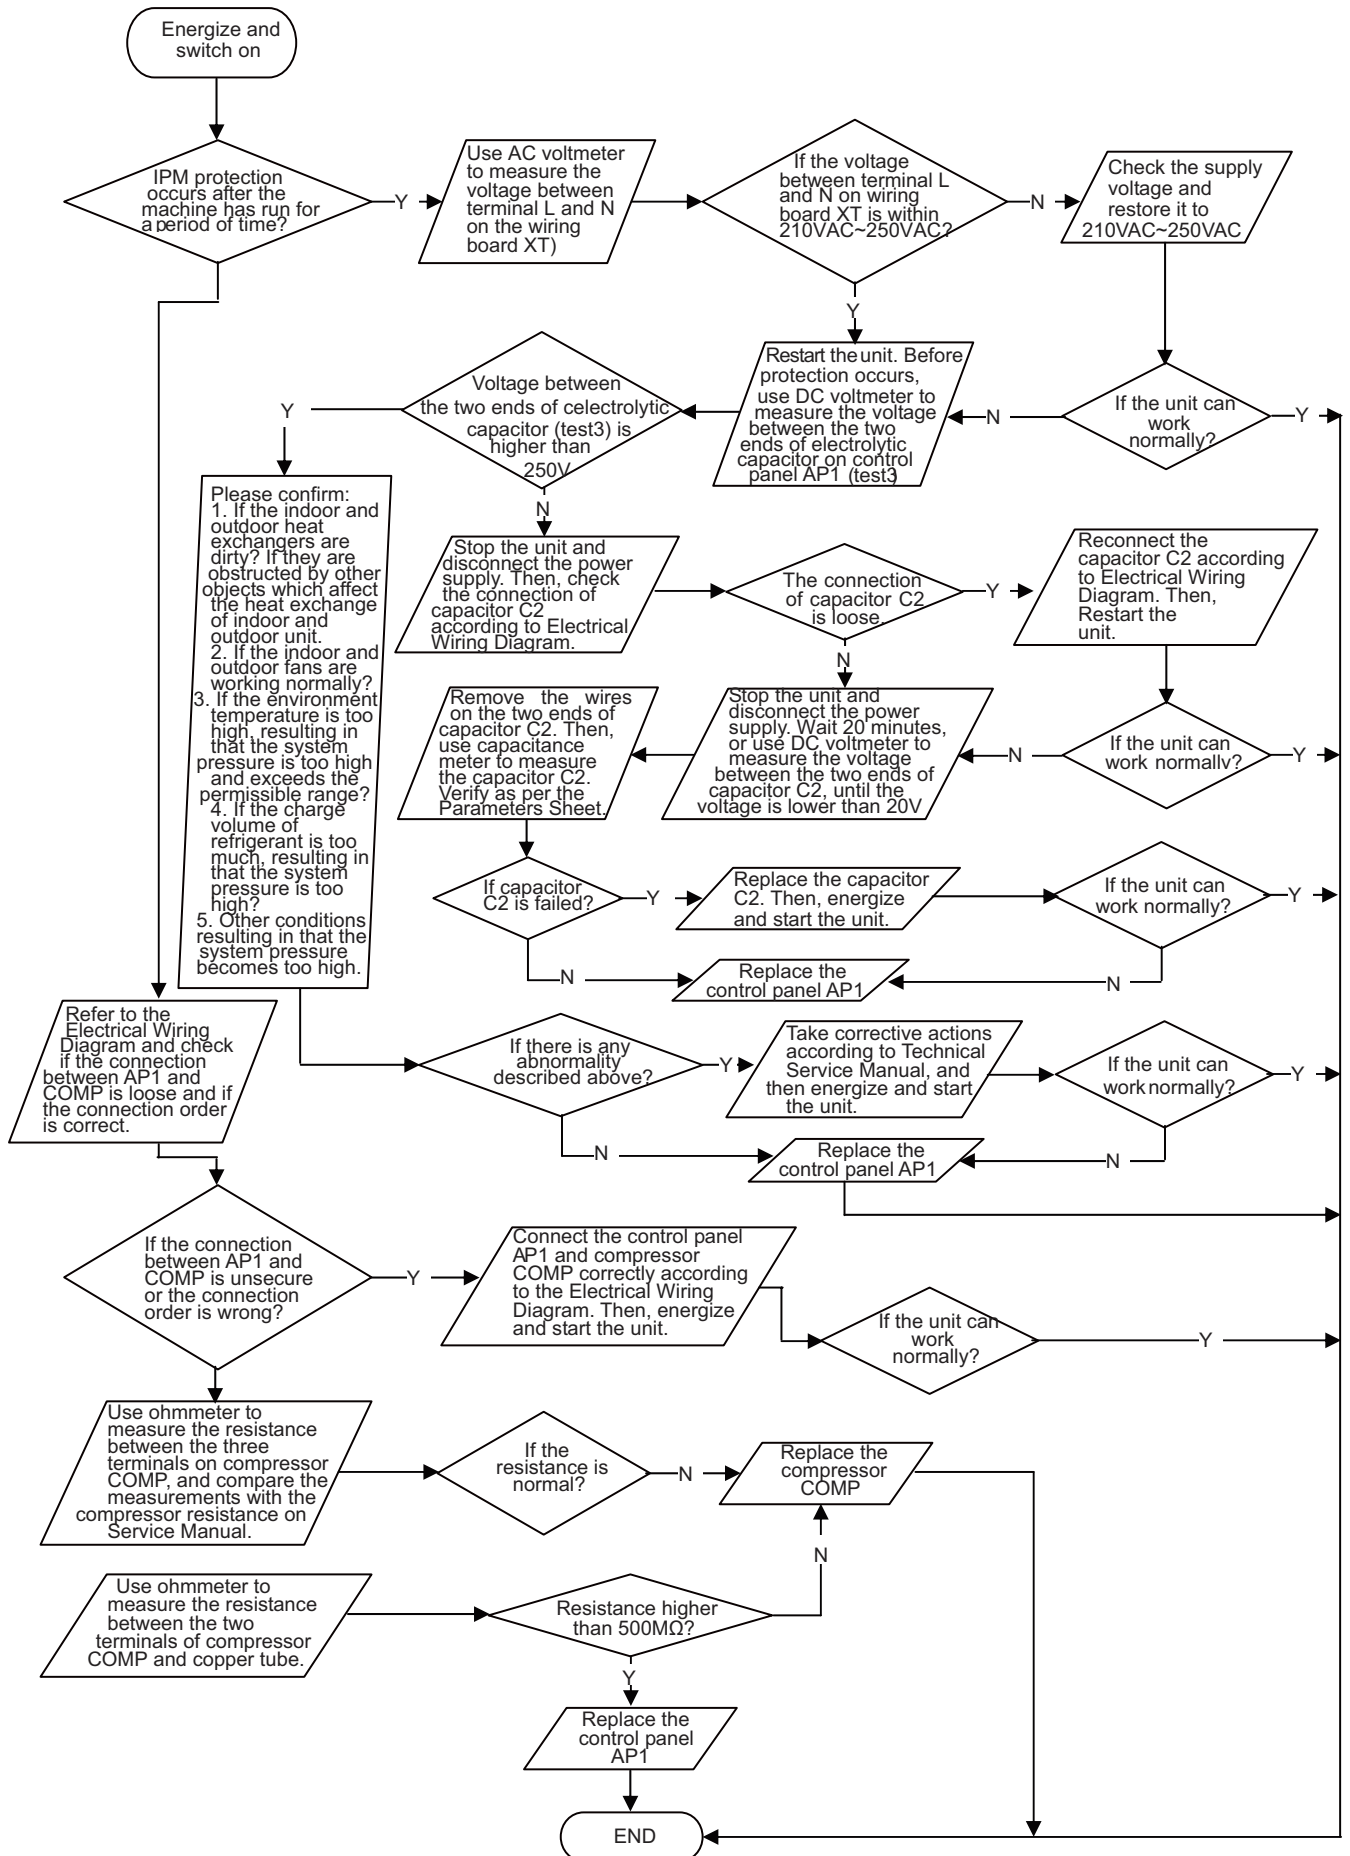 Energize and
switch on
IPM protection
occurs after the
machine has run for
a period of time?
Y
Use AC voltmeter
to measure the
voltage between
terminal L and N
on the wiring
board XT)
If the voltage
between terminal L
and N on wiring
board XT is within
210VAC~250VAC?
N
Check the supply
voltage and
restore it to
210VAC~250VAC
Y
Restart the unit. Before
protection occurs,
use DC voltmeter to
measure the voltage
between the two
ends of electrolytic
capacitor on control
panel AP1 (test3
N
If the unit can
work
normally?
Y
Voltage between
the two ends of celectrolytic
capacitor (test3) is
higher than
250V
Y
N
Please confirm:
1. If the indoor and
outdoor heat
exchangers are
dirty? If they are
obstructed by other
objects which affect
the heat exchange
of indoor and
outdoor unit.
2. If the indoor and
outdoor fans are
working normally?
3. If the environment
temperature is too
high, resulting in
that the system
pressure is too high
and exceeds the
permissible range?
4. If the charge
volume of
refrigerant is too
much, resulting in
that the system
pressure is too
high?
5. Other conditions
resulting in that the
system pressure
becomes too high.
Stop the unit and
disconnect the power
supply. Then, check
the connection of
capacitor C2
according to Electrical
Wiring Diagram.
The connection
of capacitor C2
is loose.
Y
Reconnect the
capacitor C2 according
to Electrical Wiring
Diagram. Then,
Restart the
unit.
N
Remove the wires
on the two ends of
capacitor C2. Then,
use capacitance
meter to measure
the capacitor C2.
Verify as per the
Parameters Sheet.
Stop the unit and
disconnect the power
supply. Wait 20 minutes,
or use DC voltmeter to
measure the voltage
between the two ends of
capacitor C2, until the
voltage is lower than 20V
N
If the unit can
work normally?
Y
If capacitor
C2 is failed?
Y
Replace the capacitor
C2. Then, energize
and start the unit.
If the unit can
work normally?
Y
N
Replace the
control panel AP1
N
Refer to the
Electrical Wiring
Diagram and check
if the connection
between AP1 and
COMP is loose and if
the connection order
is correct.
If there is any
abnormality
described above?
Y
Take corrective actions
according to Technical
Service Manual, and
then energize and start
the unit.
If the unit can
work normally?
Y
N
Replace the
control panel AP1
N
If the connection
between AP1 and
COMP is unsecure
or the connection
order is wrong?
Y
Connect the control panel
AP1 and compressor
COMP correctly according
to the Electrical Wiring
Diagram. Then, energize
and start the unit.
If the unit can
work
normally?
Y
Use ohmmeter to
measure the resistance
between the three
terminals on compressor
COMP, and compare the
measurements with the
compressor resistance on
Service Manual.
If the
resistance is
normal?
N
Replace the
compressor
COMP
N
Use ohmmeter to
measure the resistance
between the two
terminals of compressor
COMP and copper tube.
Resistance higher
than 500MΩ?
Y
Replace the
control panel
AP1
END